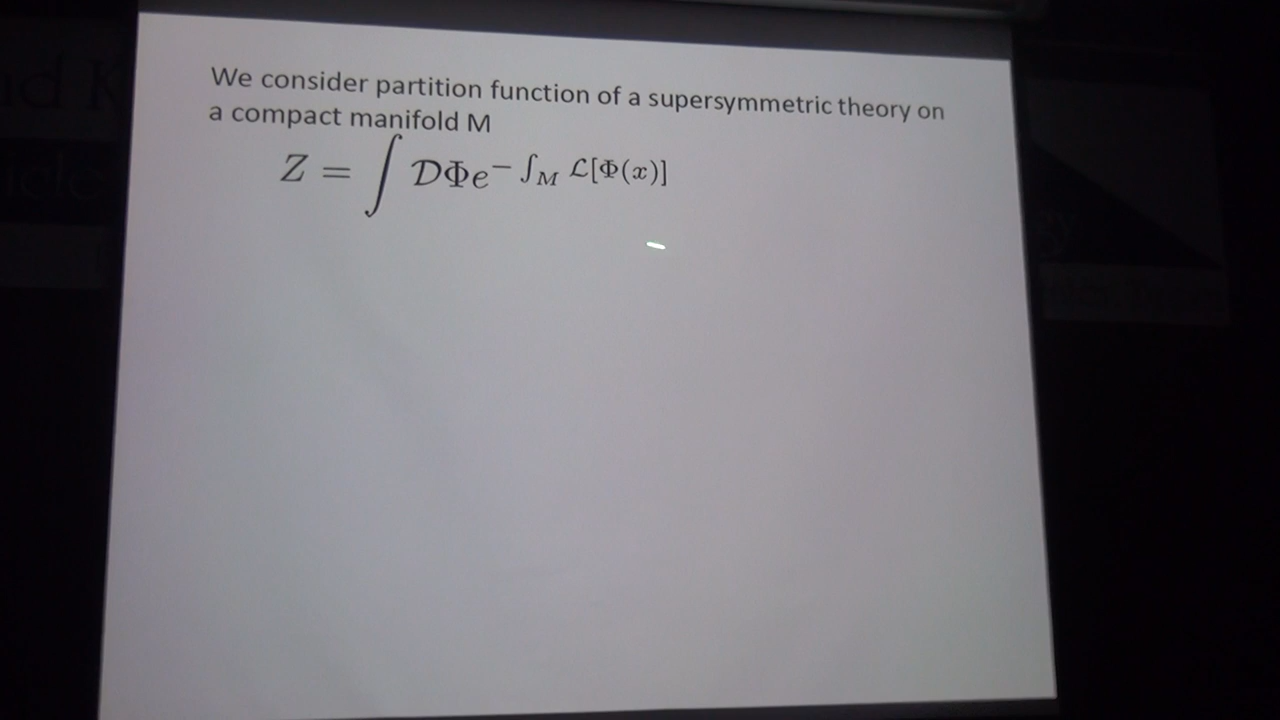 We consider partition function of a supersymmetric theory on
a compact manifold M
Z = ∫ 𝒟Φe^{− ∫_M ℒ[Φ(x)]}